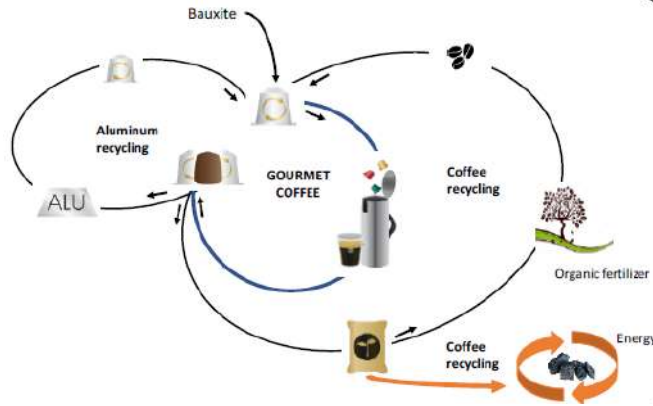 Bauxite
Aluminum
recycling
GOURMET
COFFEE
Coffee
recycling
ALU
Organic fertilizer
Coffee
recycling
Energy